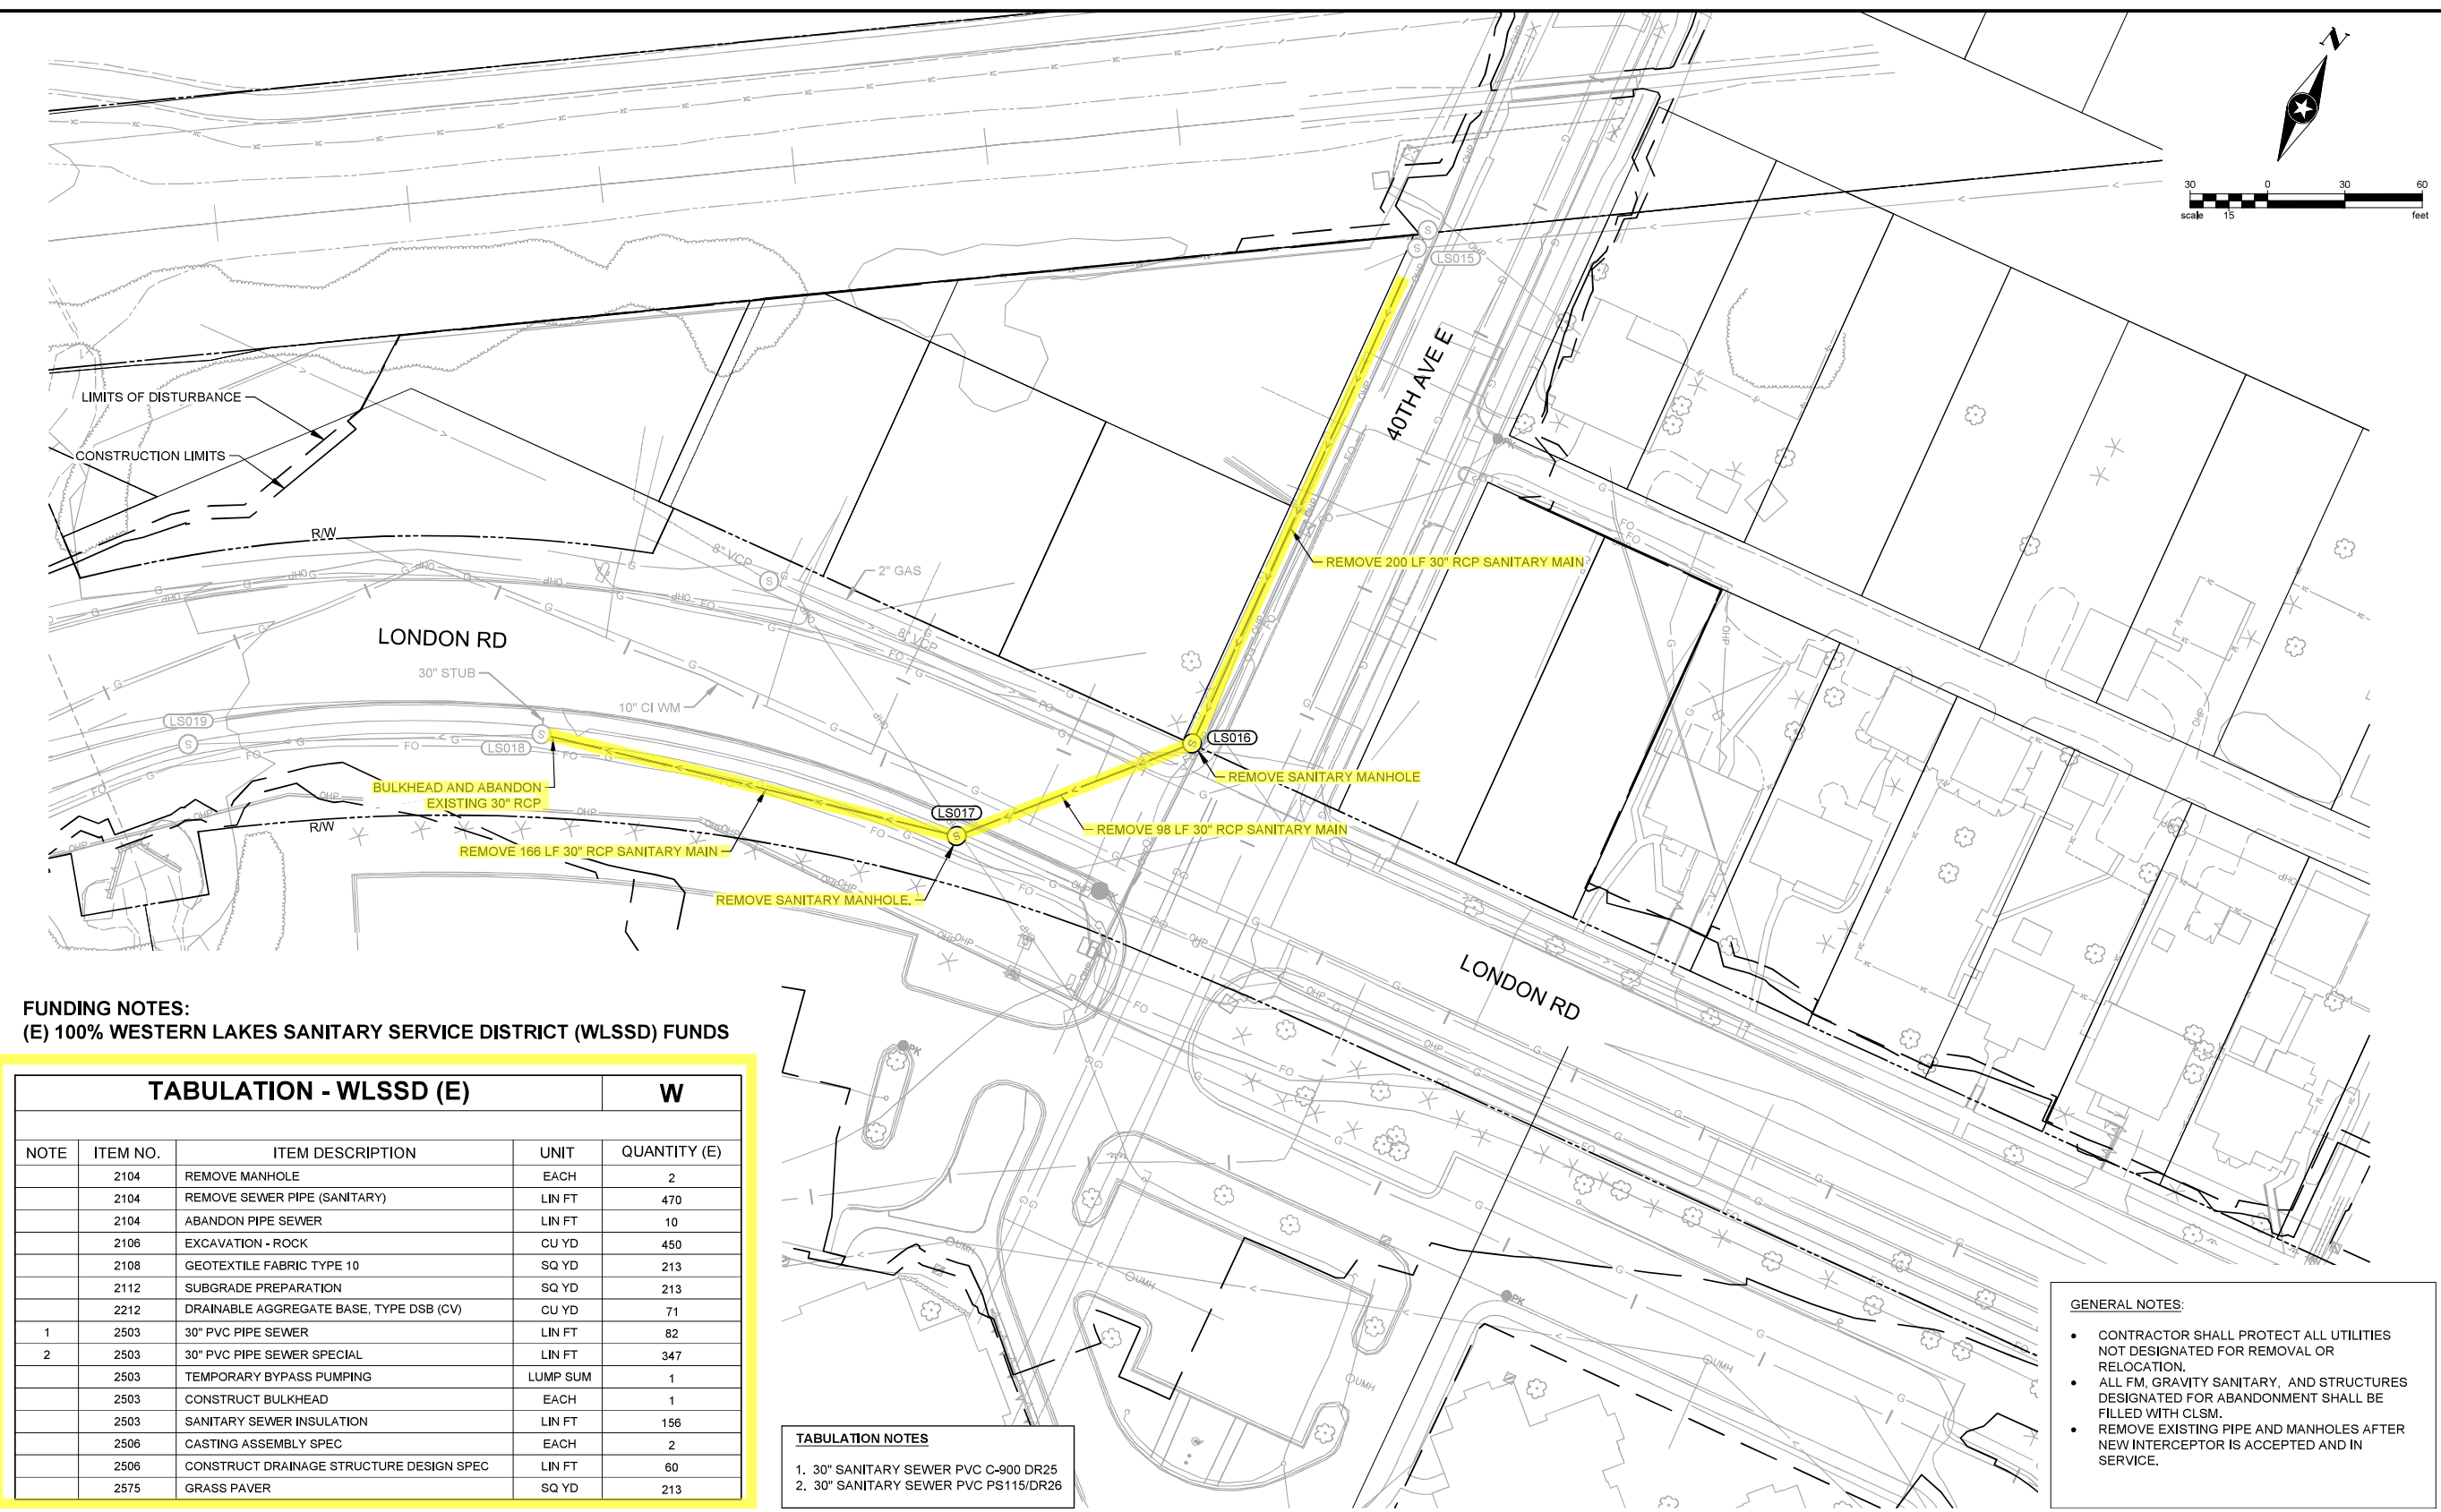 N
30 0 30 60
scale 15 feet
LS015
40TH AVE E
LIMITS OF DISTURBANCE
CONSTRUCTION LIMITS
R/W
8" VCP
2" GAS
REMOVE 200 LF 30" RCP SANITARY MAIN
LONDON RD
8" VCP
30" STUB
10" CI WM
LS019
LS018
LS016
REMOVE SANITARY MANHOLE
BULKHEAD AND ABANDON
EXISTING 30" RCP
LS017
R/W
REMOVE 98 LF 30" RCP SANITARY MAIN
REMOVE 166 LF 30" RCP SANITARY MAIN
REMOVE SANITARY MANHOLE.
LONDON RD
FUNDING NOTES:
(E) 100% WESTERN LAKES SANITARY SERVICE DISTRICT (WLSSD) FUNDS
TABULATION - WLSSD (E) W
NOTE ITEM NO. ITEM DESCRIPTION UNIT QUANTITY (E)
2104 REMOVE MANHOLE EACH 2
2104 REMOVE SEWER PIPE (SANITARY) LIN FT 470
2104 ABANDON PIPE SEWER LIN FT 10
2106 EXCAVATION - ROCK CU YD 450
2108 GEOTEXTILE FABRIC TYPE 10 SQ YD 213
2112 SUBGRADE PREPARATION SQ YD 213
2212 DRAINABLE AGGREGATE BASE, TYPE DSB (CV) CU YD 71
1 2503 30" PVC PIPE SEWER LIN FT 82
2 2503 30" PVC PIPE SEWER SPECIAL LIN FT 347
2503 TEMPORARY BYPASS PUMPING LUMP SUM 1
2503 CONSTRUCT BULKHEAD EACH 1
2503 SANITARY SEWER INSULATION LIN FT 156
2506 CASTING ASSEMBLY SPEC EACH 2
2506 CONSTRUCT DRAINAGE STRUCTURE DESIGN SPEC LIN FT 60
2575 GRASS PAVER SQ YD 213
TABULATION NOTES
1. 30" SANITARY SEWER PVC C-900 DR25
2. 30" SANITARY SEWER PVC PS115/DR26
GENERAL NOTES:
• CONTRACTOR SHALL PROTECT ALL UTILITIES
NOT DESIGNATED FOR REMOVAL OR
RELOCATION.
• ALL FM, GRAVITY SANITARY, AND STRUCTURES
DESIGNATED FOR ABANDONMENT SHALL BE
FILLED WITH CLSM.
• REMOVE EXISTING PIPE AND MANHOLES AFTER
NEW INTERCEPTOR IS ACCEPTED AND IN
SERVICE.